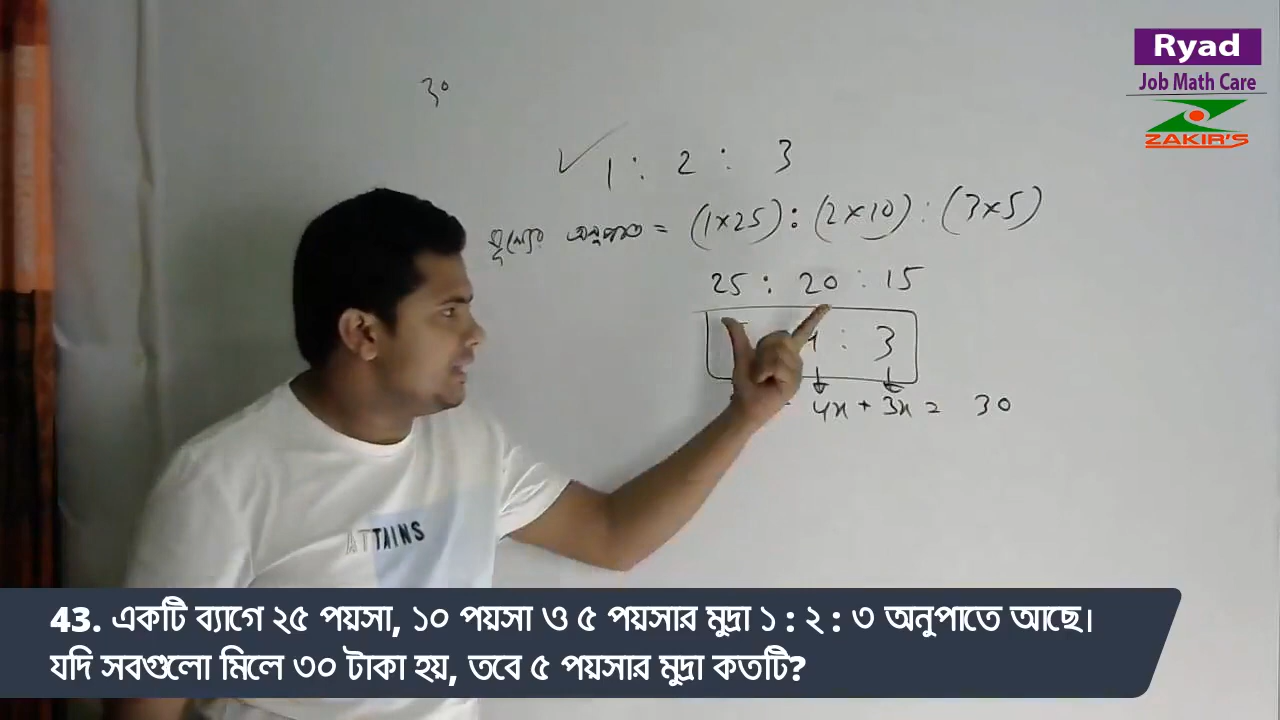 Ryad
Job Math Care
ZAKIR'S
৩০
1 : 2 : 3
মূল্যের অনুপাত = (1×25) : (2×10) : (3×5)
25 : 20 : 15
4 : 3
4x + 3x = 30
ATTAINS
43. একটি ব্যাগে ২৫ পয়সা, ১০ পয়সা ও ৫ পয়সার মুদ্রা ১ : ২ : ৩ অনুপাতে আছে।
যদি সবগুলো মিলে ৩০ টাকা হয়, তবে ৫ পয়সার মুদ্রা কতটি?